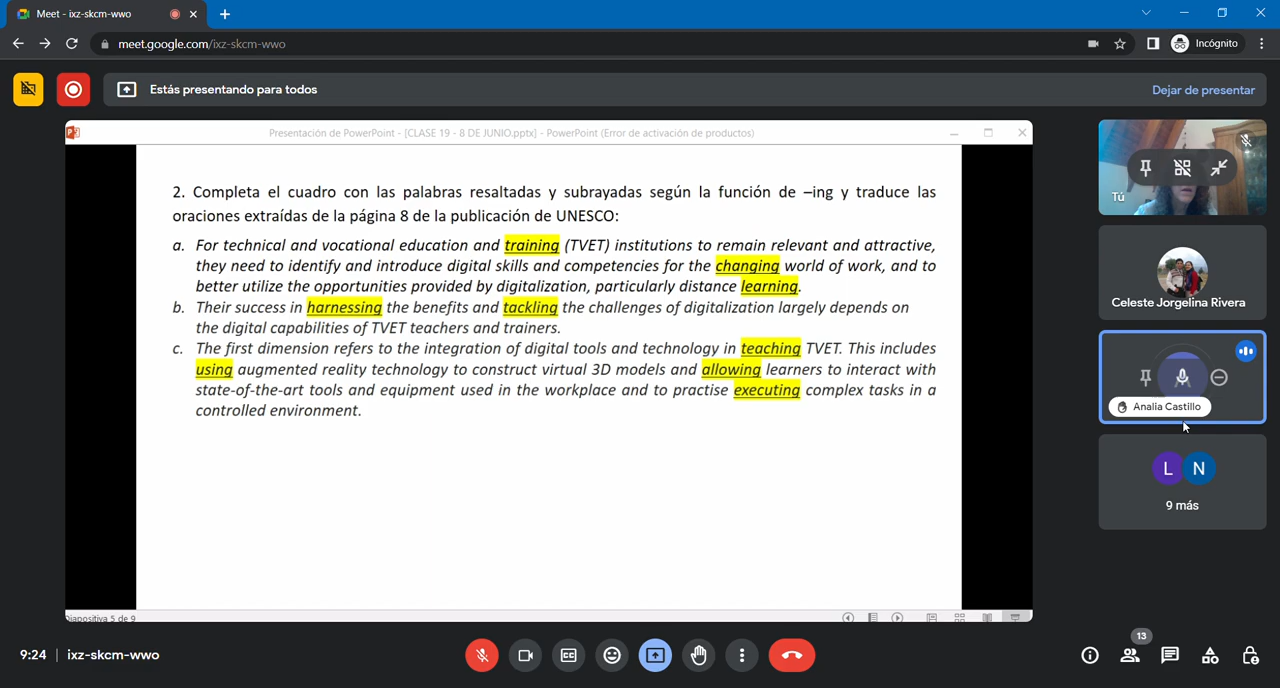 Meet - ixz-skcm-wwo
meet.google.com/ixz-skcm-wwo
Incógnito
Estás presentando para todos
Dejar de presentar
Presentación de PowerPoint - [CLASE 19 - 8 DE JUNIO.pptx] - PowerPoint (Error de activación de productos)
2. Completa el cuadro con las palabras resaltadas y subrayadas según la función de –ing y traduce las
oraciones extraídas de la página 8 de la publicación de UNESCO:
a. For technical and vocational education and training (TVET) institutions to remain relevant and attractive,
they need to identify and introduce digital skills and competencies for the changing world of work, and to
better utilize the opportunities provided by digitalization, particularly distance learning.
b. Their success in harnessing the benefits and tackling the challenges of digitalization largely depends on
the digital capabilities of TVET teachers and trainers.
c. The first dimension refers to the integration of digital tools and technology in teaching TVET. This includes
using augmented reality technology to construct virtual 3D models and allowing learners to interact with
state-of-the-art tools and equipment used in the workplace and to practise executing complex tasks in a
controlled environment.
Diapositiva 5 de 9
Tú
Celeste Jorgelina Rivera
Analia Castillo
L N
9 más
9:24 | ixz-skcm-wwo
13